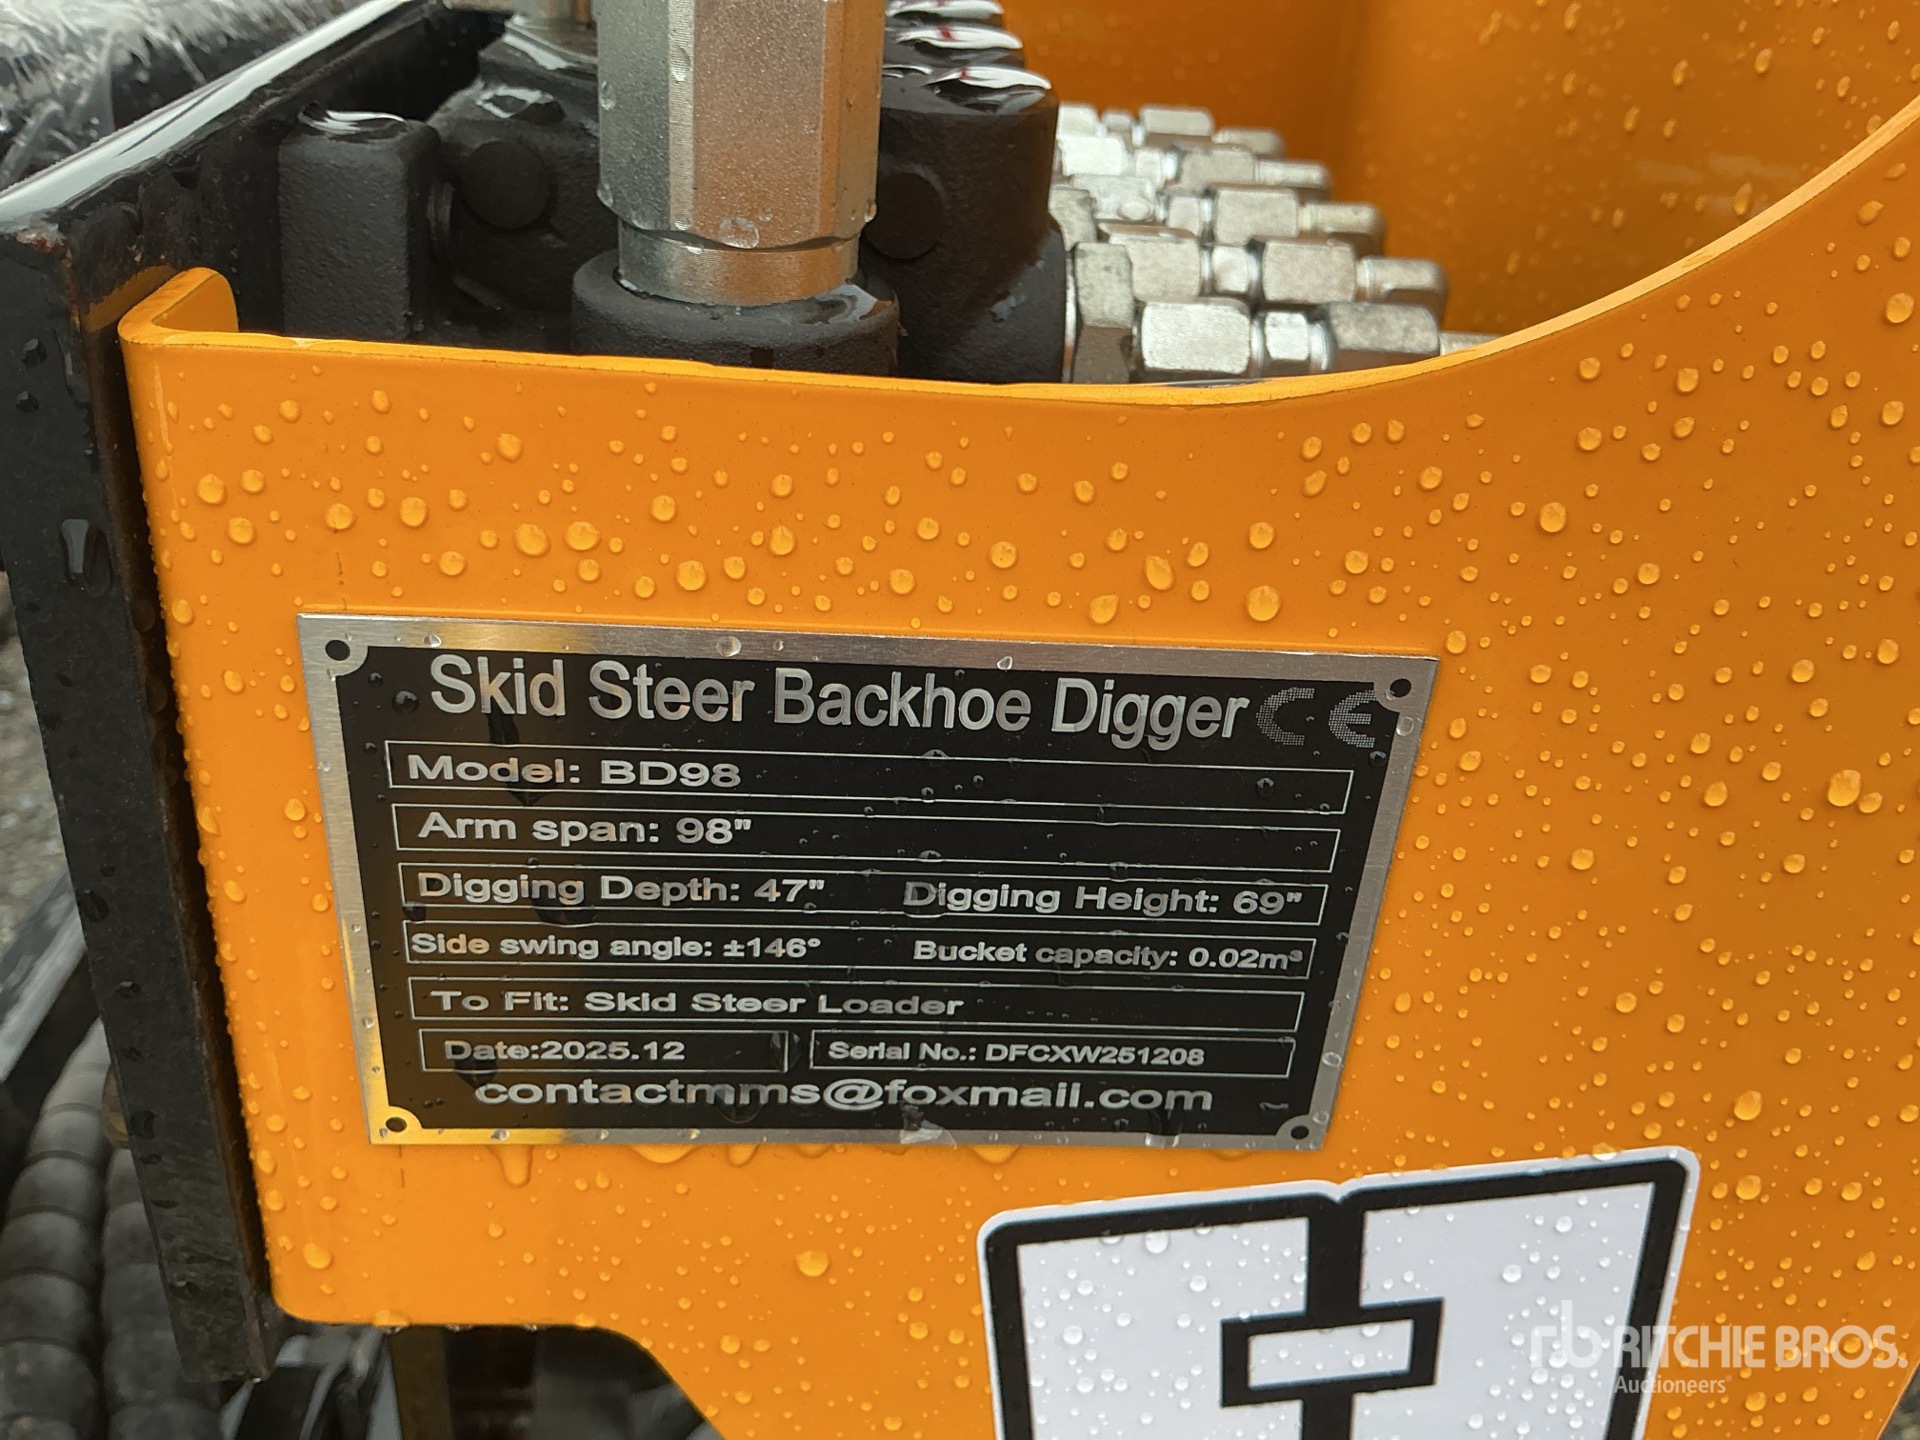 Skid Steer Backhoe Digger CE
Model: BD98
Arm span: 98"
Digging Depth: 47" Digging Height: 69"
Side swing angle: ±146° Bucket capacity: 0.02m³
To Fit: Skid Steer Loader
Date:2025.12 Serial No.: DFCXW251208
contactmms@foxmail.com
rb RITCHIE BROS.
Auctioneers